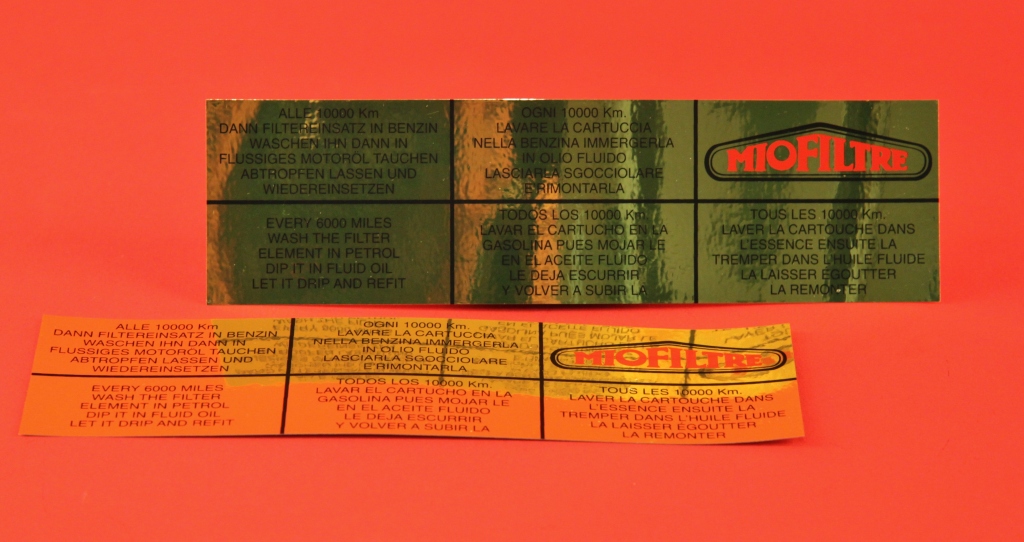 ALLE 10000 Km
DANN FILTEREINSATZ IN BENZIN
WASCHEN IHN DANN IN
FLUSSIGES MOTORÖL TAUCHEN
ABTROPFEN LASSEN UND
WIEDEREINSETZEN
OGNI 10000 Km.
LAVARE LA CARTUCCIA
NELLA BENZINA IMMERGERLA
IN OLIO FLUIDO
LASCIARLA SGOCCIOLARE
E RIMONTARLA
MIOFILTRE
EVERY 6000 MILES
WASH THE FILTER
ELEMENT IN PETROL
DIP IT IN FLUID OIL
LET IT DRIP AND REFIT
TODOS LOS 10000 Km.
LAVAR EL CARTUCHO EN LA
GASOLINA PUES MOJAR LE
EN EL ACEITE FLUIDO
LE DEJA ESCURRIR
Y VOLVER A SUBIR LA
TOUS LES 10000 Km.
LAVER LA CARTOUCHE DANS
L'ESSENCE ENSUITE LA
TREMPER DANS L'HUILE FLUIDE
LA LAISSER ÉGOUTTER
LA REMONTER
ALLE 10000 Km
DANN FILTEREINSATZ IN BENZIN
WASCHEN IHN DANN IN
FLUSSIGES MOTORÖL TAUCHEN
ABTROPFEN LASSEN UND
WIEDEREINSETZEN
OGNI 10000 Km.
LAVARE LA CARTUCCIA
NELLA BENZINA IMMERGERLA
IN OLIO FLUIDO
LASCIARLA SGOCCIOLARE
E RIMONTARLA
MIOFILTRE
EVERY 6000 MILES
WASH THE FILTER
ELEMENT IN PETROL
DIP IT IN FLUID OIL
LET IT DRIP AND REFIT
TODOS LOS 10000 Km.
LAVAR EL CARTUCHO EN LA
GASOLINA PUES MOJAR LE
EN EL ACEITE FLUIDO
LE DEJA ESCURRIR
Y VOLVER A SUBIR LA
TOUS LES 10000 Km.
LAVER LA CARTOUCHE DANS
L'ESSENCE ENSUITE LA
TREMPER DANS L'HUILE FLUIDE
LA LAISSER ÉGOUTTER
LA REMONTER